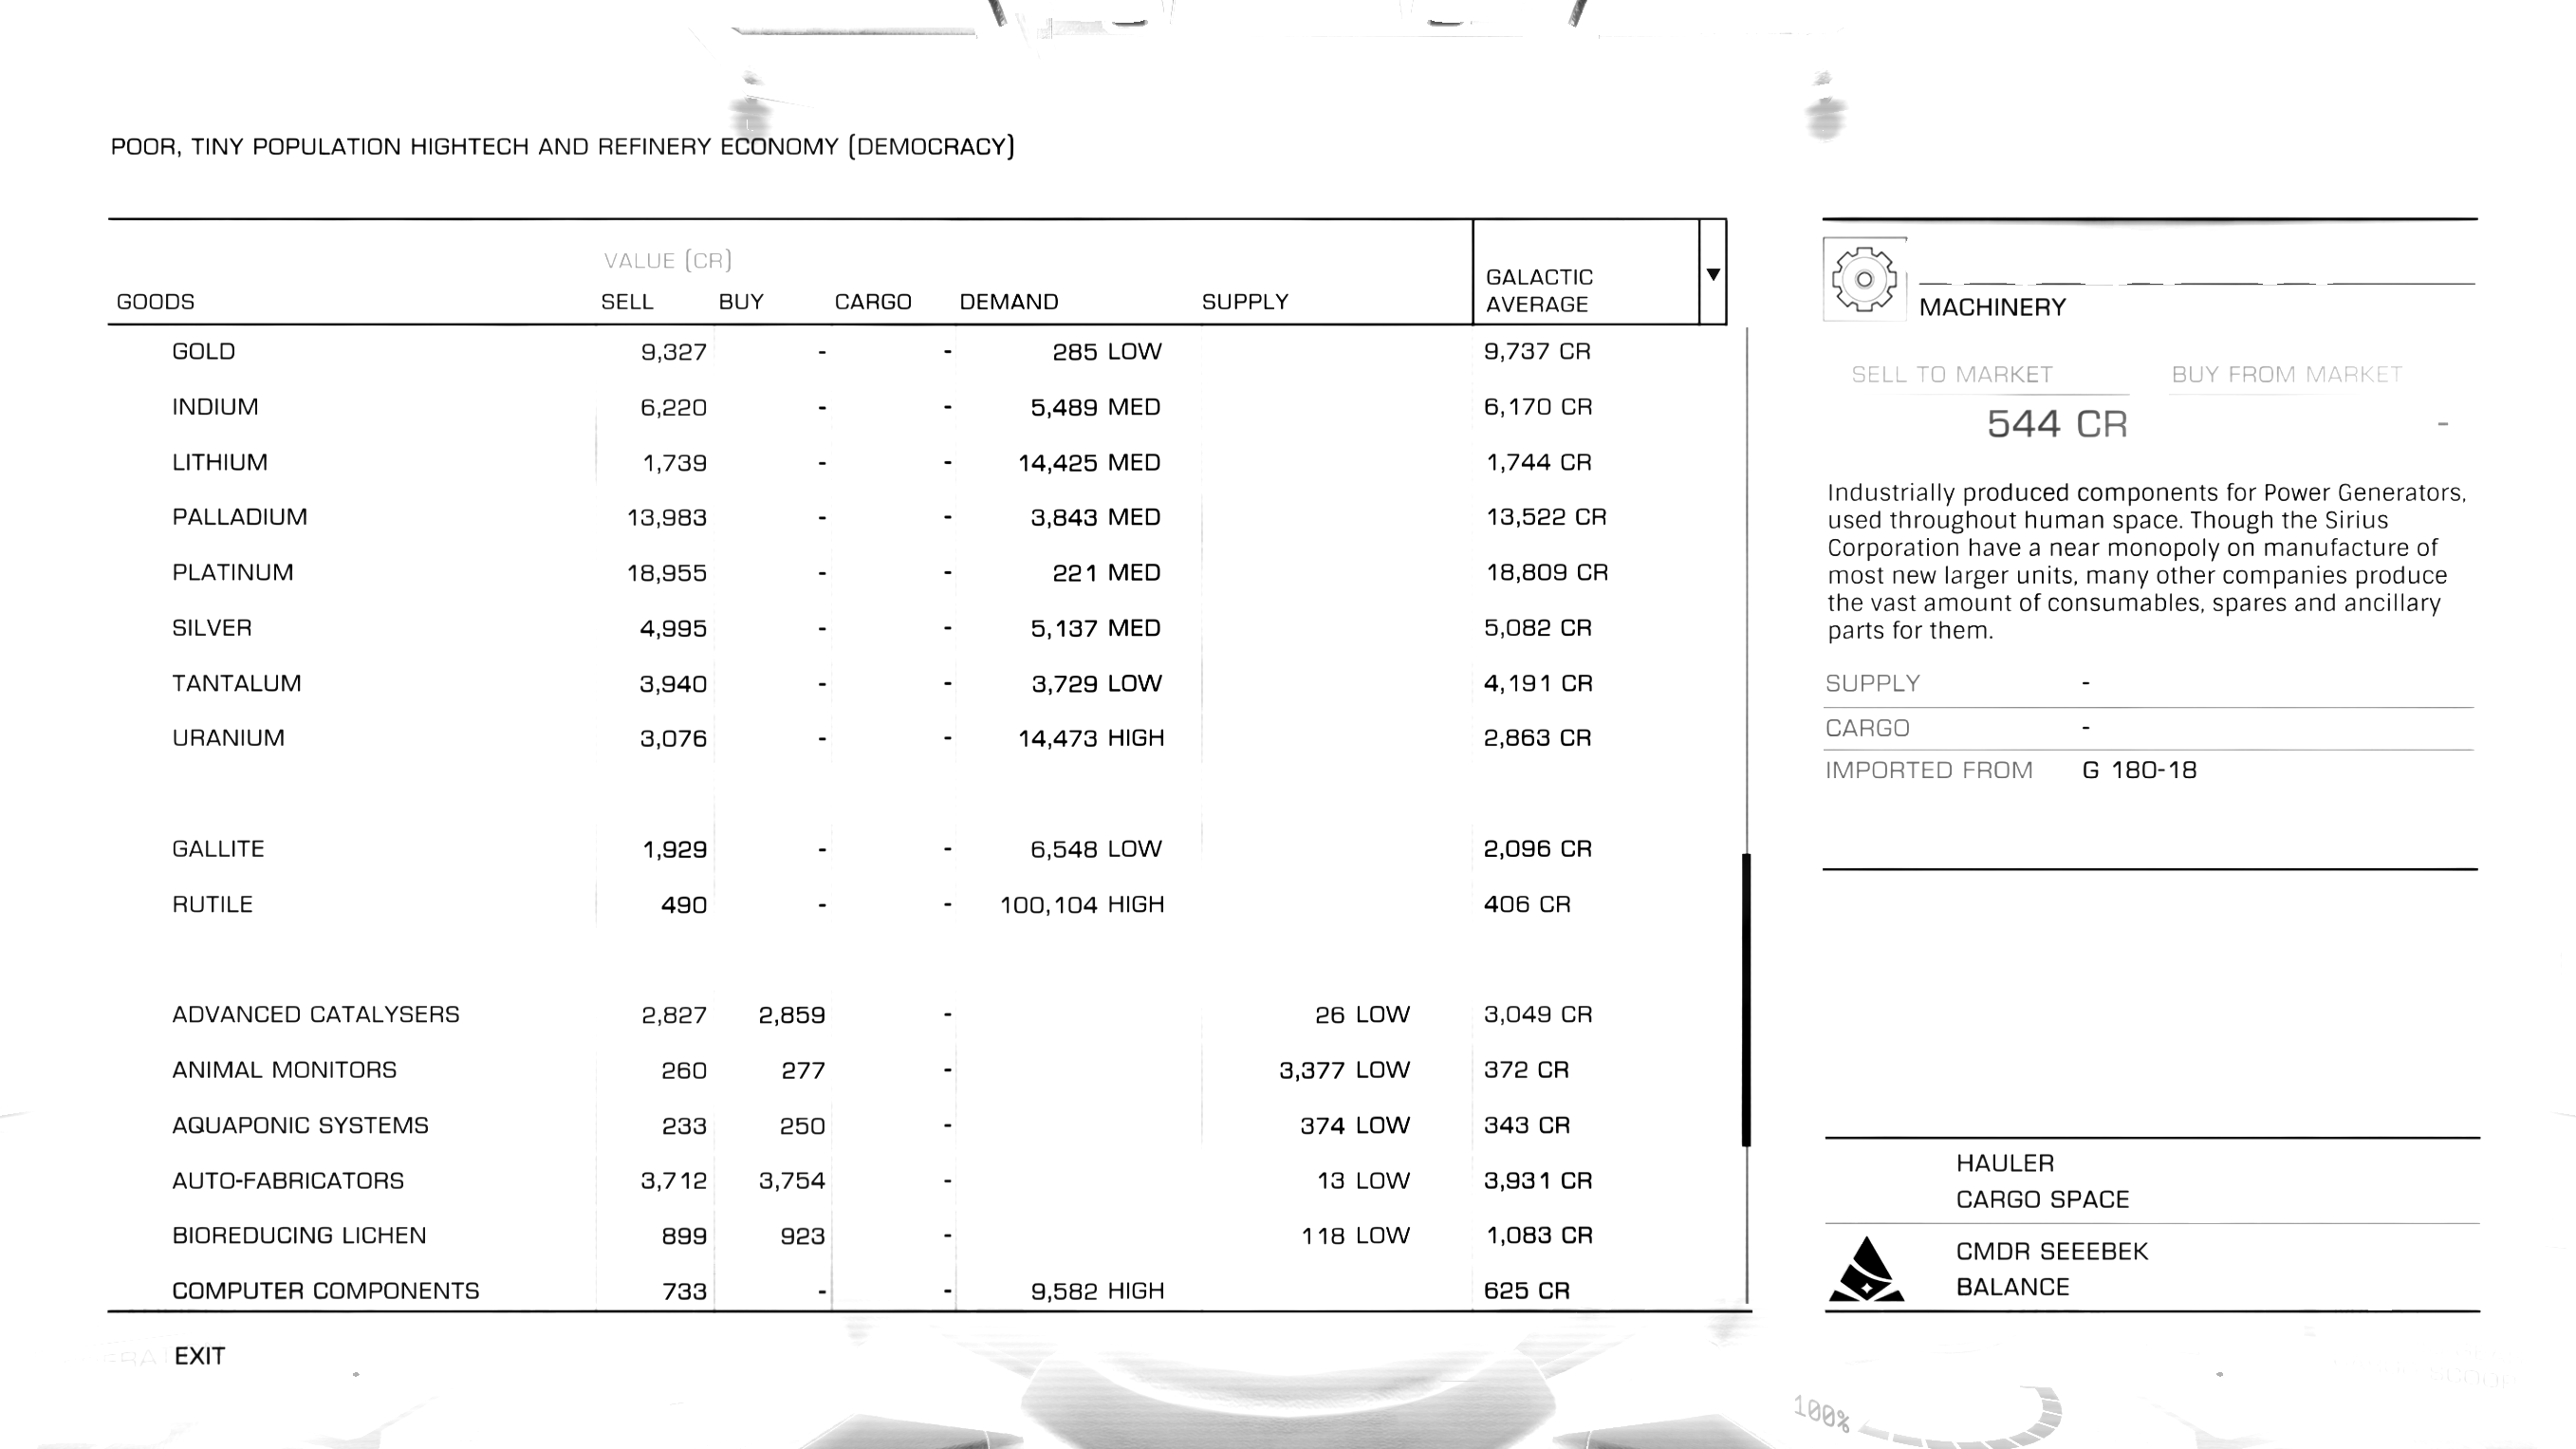 POOR, TINY POPULATION HIGHTECH AND REFINERY ECONOMY (DEMOCRACY)
VALUE (CR)
GOODS SELL BUY CARGO DEMAND SUPPLY GALACTIC AVERAGE
GOLD 9,327 - - 285 LOW 9,737 CR
INDIUM 6,220 - - 5,489 MED 6,170 CR
LITHIUM 1,739 - - 14,425 MED 1,744 CR
PALLADIUM 13,983 - - 3,843 MED 13,522 CR
PLATINUM 18,955 - - 221 MED 18,809 CR
SILVER 4,995 - - 5,137 MED 5,082 CR
TANTALUM 3,940 - - 3,729 LOW 4,191 CR
URANIUM 3,076 - - 14,473 HIGH 2,863 CR
GALLITE 1,929 - - 6,548 LOW 2,096 CR
RUTILE 490 - - 100,104 HIGH 406 CR
ADVANCED CATALYSERS 2,827 2,859 - 26 LOW 3,049 CR
ANIMAL MONITORS 260 277 - 3,377 LOW 372 CR
AQUAPONIC SYSTEMS 233 250 - 374 LOW 343 CR
AUTO-FABRICATORS 3,712 3,754 - 13 LOW 3,931 CR
BIOREDUCING LICHEN 899 923 - 118 LOW 1,083 CR
COMPUTER COMPONENTS 733 - - 9,582 HIGH 625 CR
EXIT
MACHINERY
SELL TO MARKET BUY FROM MARKET
544 CR -
Industrially produced components for Power Generators,
used throughout human space. Though the Sirius
Corporation have a near monopoly on manufacture of
most new larger units, many other companies produce
the vast amount of consumables, spares and ancillary
parts for them.
SUPPLY -
CARGO -
IMPORTED FROM G 180-18
HAULER
CARGO SPACE
CMDR SEEEBEK
BALANCE
100%